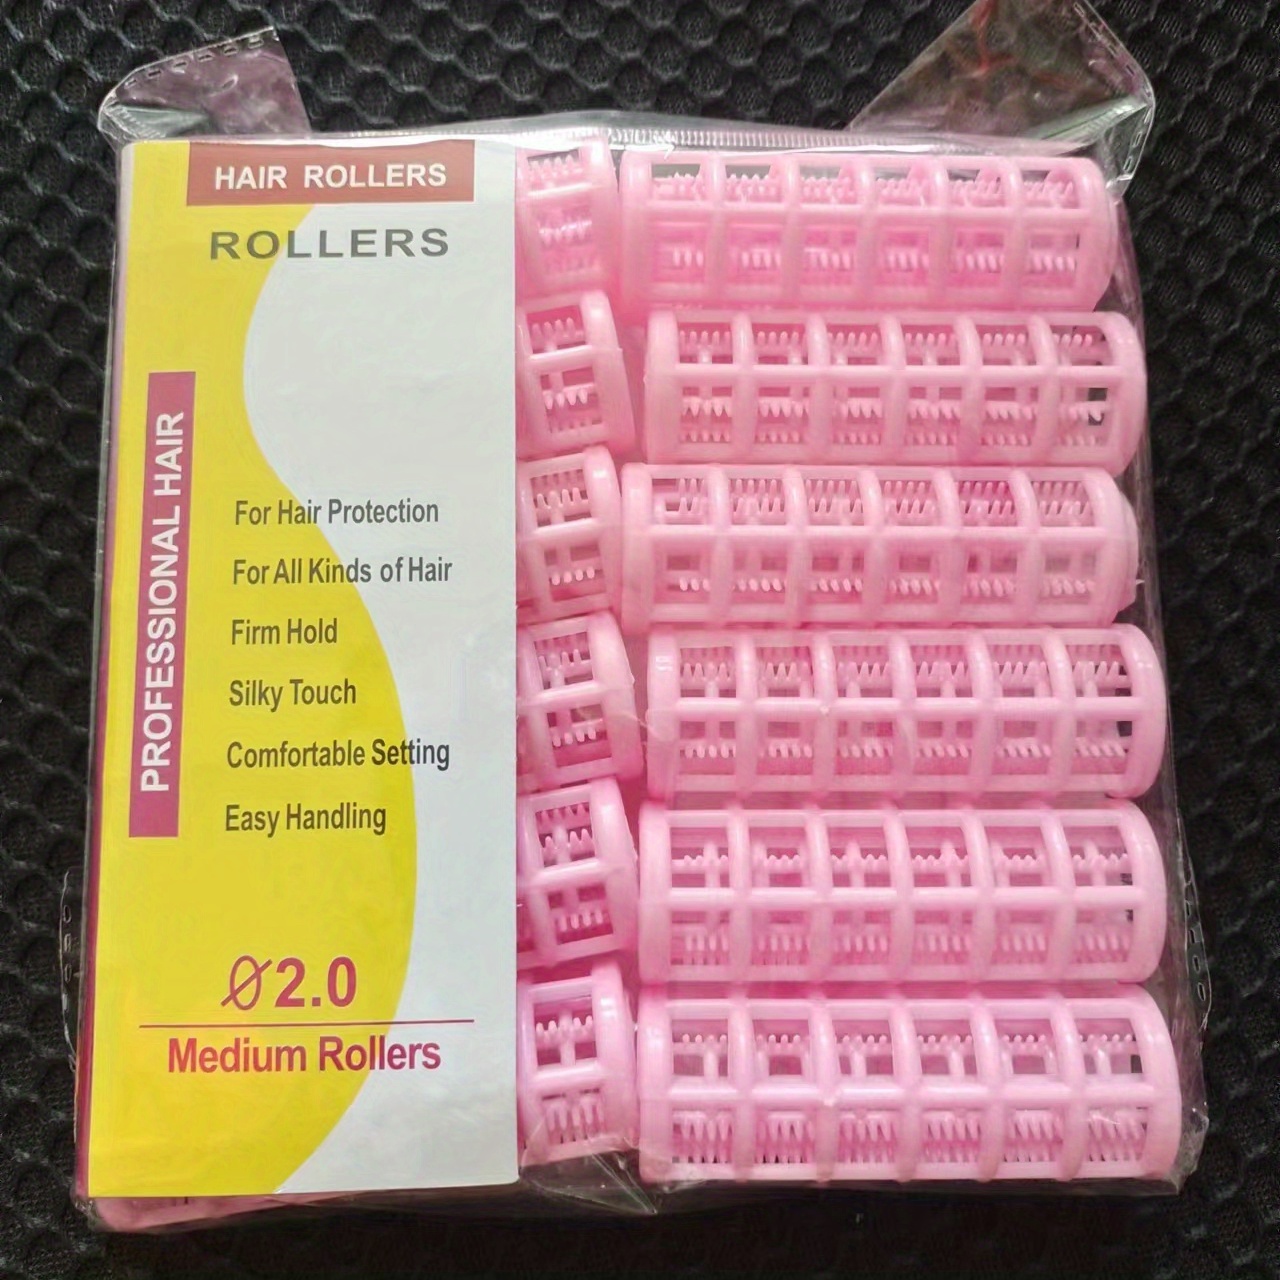 HAIR ROLLERS
ROLLERS
PROFESSIONAL HAIR
For Hair Protection
For All Kinds of Hair
Firm Hold
Silky Touch
Comfortable Setting
Easy Handling
Ø2.0
Medium Rollers